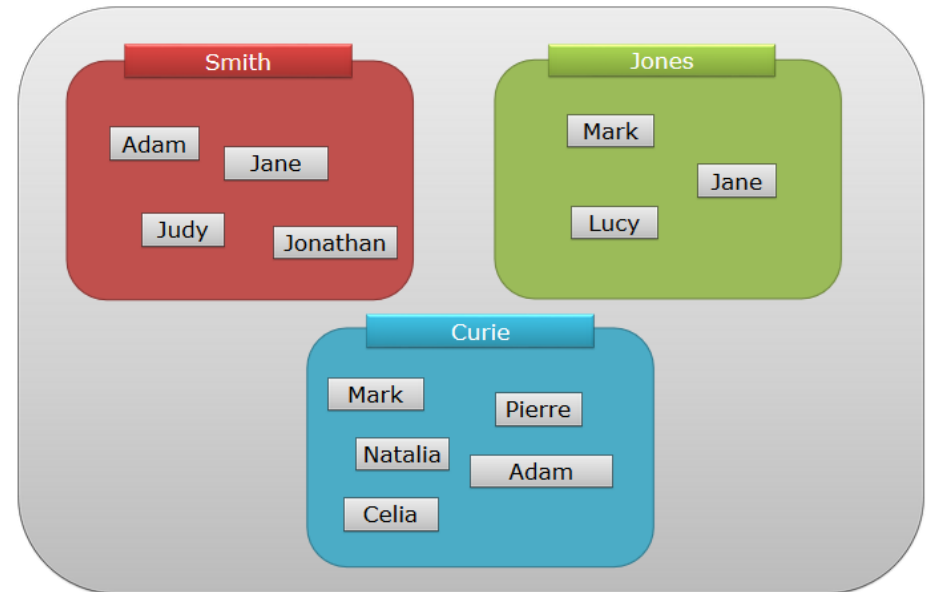 Smith
Adam
Jane
Judy
Jonathan
Jones
Mark
Jane
Lucy
Curie
Mark
Pierre
Natalia
Adam
Celia